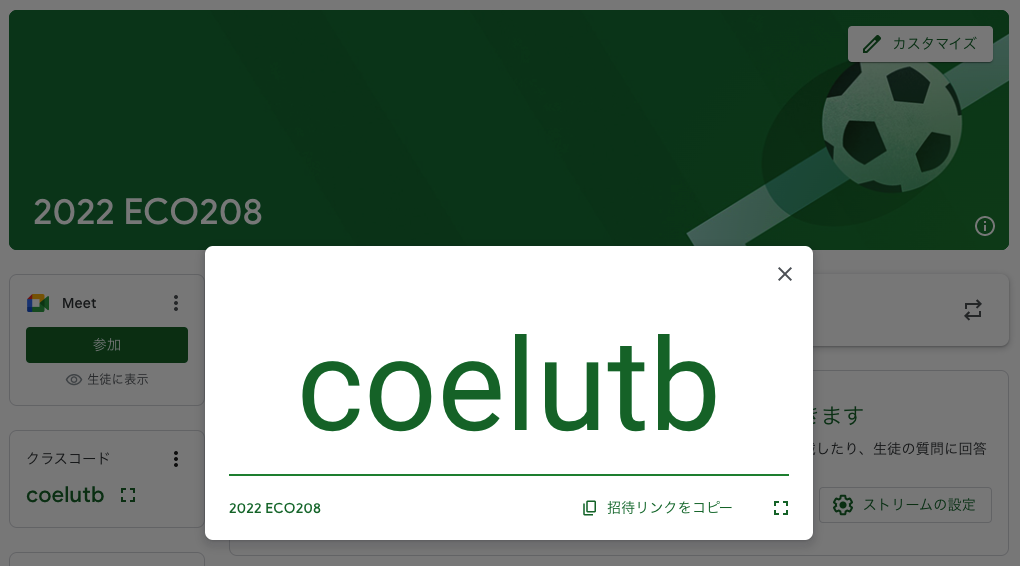 カスタマイズ
2022 ECO208
Meet
参加
生徒に表示
クラスコード
coelutb
coelutb
2022 ECO208
招待リンクをコピー
きます
したり、生徒の質問に回答
ストリームの設定